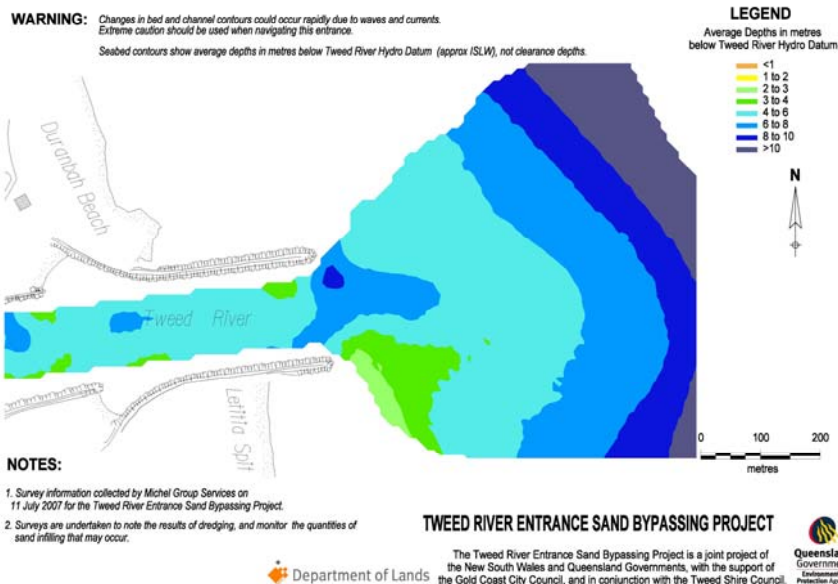 WARNING: Changes in bed and channel contours could occur rapidly due to waves and currents.
Extreme caution should be used when navigating this entrance.
Seabed contours show average depths in metres below Tweed River Hydro Datum (approx ISLW), not clearance depths.
LEGEND
Average Depths in metres
below Tweed River Hydro Datum
<1
1 to 2
2 to 3
3 to 4
4 to 6
6 to 8
8 to 10
>10
N
Duranbah Beach
Tweed River
Letitia Spit
0 100 200
metres
NOTES:
1. Survey information collected by Michel Group Services on
11 July 2007 for the Tweed River Entrance Sand Bypassing Project.
2. Surveys are undertaken to note the results of dredging, and monitor the quantities of
sand infilling that may occur.
TWEED RIVER ENTRANCE SAND BYPASSING PROJECT
The Tweed River Entrance Sand Bypassing Project is a joint project of
the New South Wales and Queensland Governments, with the support of
the Gold Coast City Council, and in conjunction with the Tweed Shire Council.
Department of Lands
Queensla
Governme
Environmen
Protection